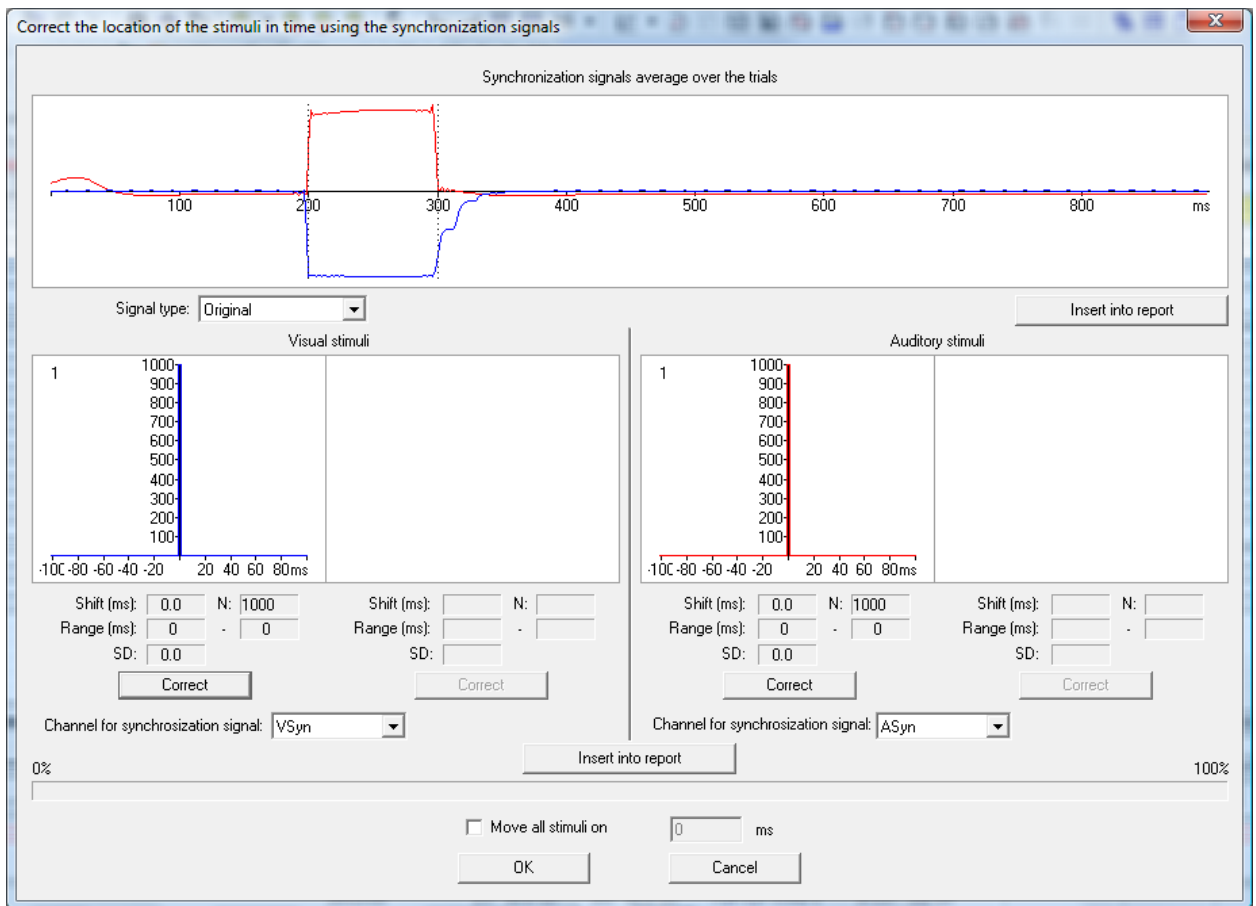 Correct the location of the stimuli in time using the synchronization signals
Synchronization signals average over the trials
100 200 300 400 500 600 700 800 ms
Signal type: Original Insert into report
Visual stimuli Auditory stimuli
1 1000 1 1000
900 900
800 800
700 700
600 600
500 500
400 400
300 300
200 200
100 100
-100 -80 -60 -40 -20 20 40 60 80 ms -100 -80 -60 -40 -20 20 40 60 80 ms
Shift (ms): 0.0 N: 1000 Shift (ms): N: Shift (ms): 0.0 N: 1000 Shift (ms): N:
Range (ms): 0 - 0 Range (ms): - Range (ms): 0 - 0 Range (ms): -
SD: 0.0 SD: SD: 0.0 SD:
Correct Correct Correct Correct
Channel for synchrosization signal: VSyn Channel for synchrosization signal: ASyn
Insert into report
0% 100%
Move all stimuli on 0 ms
OK Cancel